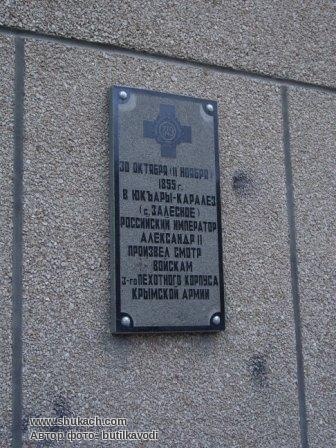 30 ОКТЯБРЯ (11 НОЯБРЯ)
1855 г.
В ЮКЪАРЫ-КАРАЛЕЗ
(с. ЗАЛЕСНОЕ)
РОССИЙСКИЙ ИМПЕРАТОР
АЛЕКСАНДР II
ПРОИЗВЕЛ СМОТР
ВОЙСКАМ
3-го ПЕХОТНОГО КОРПУСА
КРЫМСКОЙ АРМИИ
www.shukach.com
Автор фото: butilkavodi